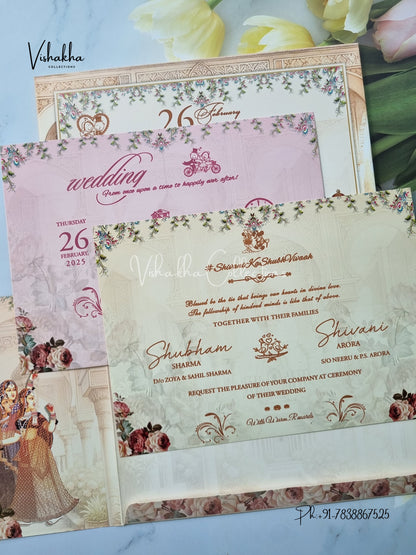 Vishakha
COLLECTIONS
26 February
wedding
From once upon a time to happily ever after!
THURSDAY
26
FEBRUARY
2025
#ShivaniKaShubhVivaah
Vishakha Collections
Blessed be the tie that brings our hearts in divine love.
The fellowship of kindred minds is like that of above.
TOGETHER WITH THEIR FAMILIES
Shubham
SHARMA
D/O ZOYA & SAHIL SHARMA
Shivani
ARORA
S/O NEERU & P.S. ARORA
REQUEST THE PLEASURE OF YOUR COMPANY AT CEREMONY
OF THEIR WEDDING
With Warm Regards
Ph.+91-7838867525